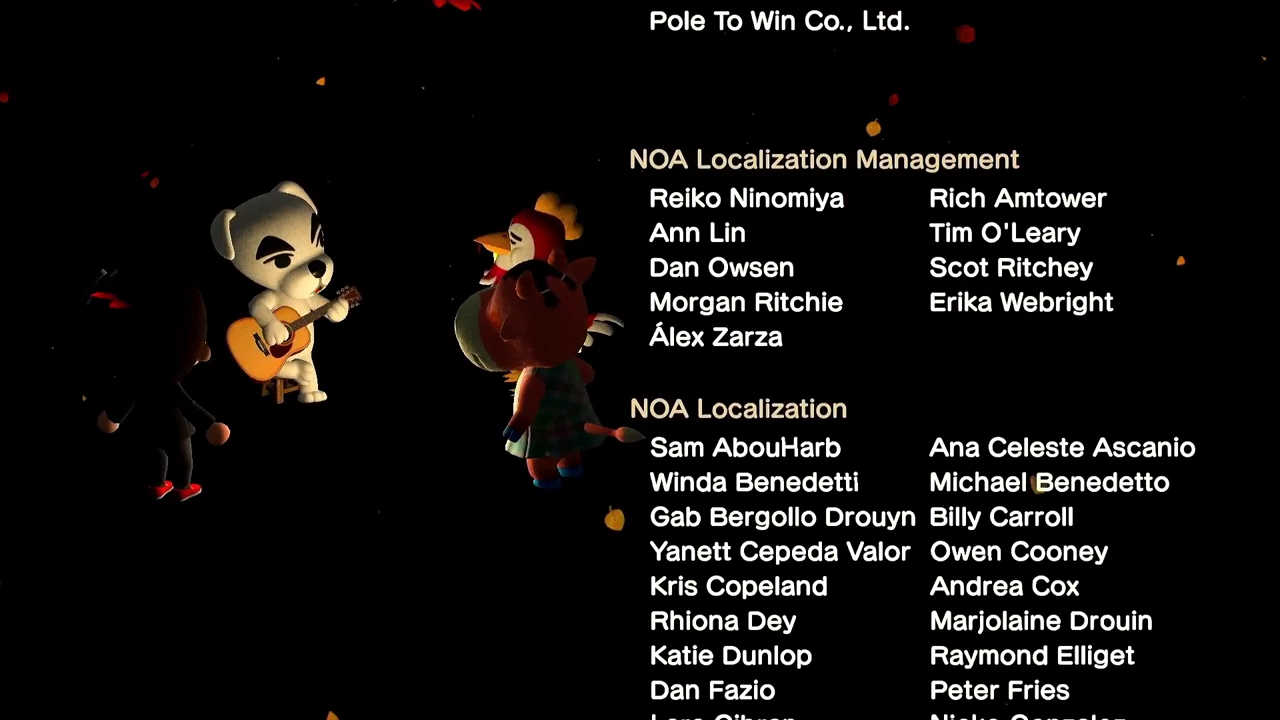 Pole To Win Co., Ltd.
NOA Localization Management
Reiko Ninomiya Rich Amtower
Ann Lin Tim O'Leary
Dan Owsen Scot Ritchey
Morgan Ritchie Erika Webright
Álex Zarza
NOA Localization
Sam AbouHarb Ana Celeste Ascanio
Winda Benedetti Michael Benedetto
Gab Bergollo Drouyn Billy Carroll
Yanett Cepeda Valor Owen Cooney
Kris Copeland Andrea Cox
Rhiona Dey Marjolaine Drouin
Katie Dunlop Raymond Elliget
Dan Fazio Peter Fries